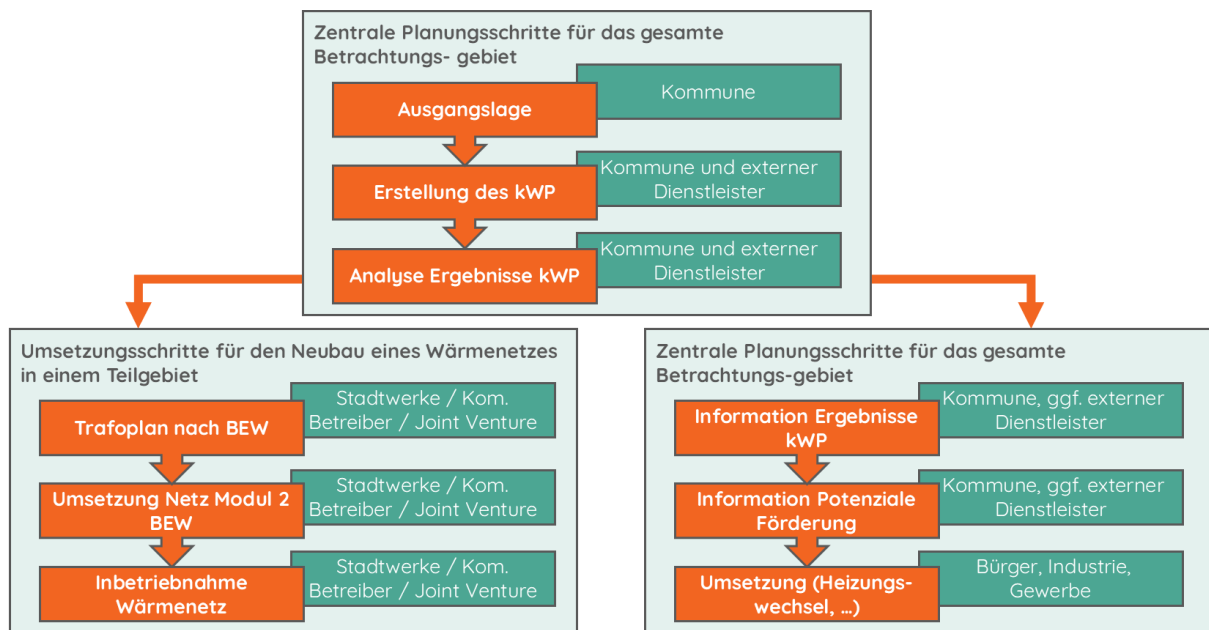 Zentrale Planungsschritte für das gesamte
Betrachtungs- gebiet
Ausgangslage
Kommune
Erstellung des kWP
Kommune und externer
Dienstleister
Analyse Ergebnisse kWP
Kommune und externer
Dienstleister
Umsetzungsschritte für den Neubau eines Wärmenetzes
in einem Teilgebiet
Trafoplan nach BEW
Stadtwerke / Kom.
Betreiber / Joint Venture
Umsetzung Netz Modul 2
BEW
Stadtwerke / Kom.
Betreiber / Joint Venture
Inbetriebnahme
Wärmenetz
Stadtwerke / Kom.
Betreiber / Joint Venture
Zentrale Planungsschritte für das gesamte
Betrachtungs-gebiet
Information Ergebnisse
kWP
Kommune, ggf. externer
Dienstleister
Information Potenziale
Förderung
Kommune, ggf. externer
Dienstleister
Umsetzung (Heizungs-
wechsel, ...)
Bürger, Industrie,
Gewerbe